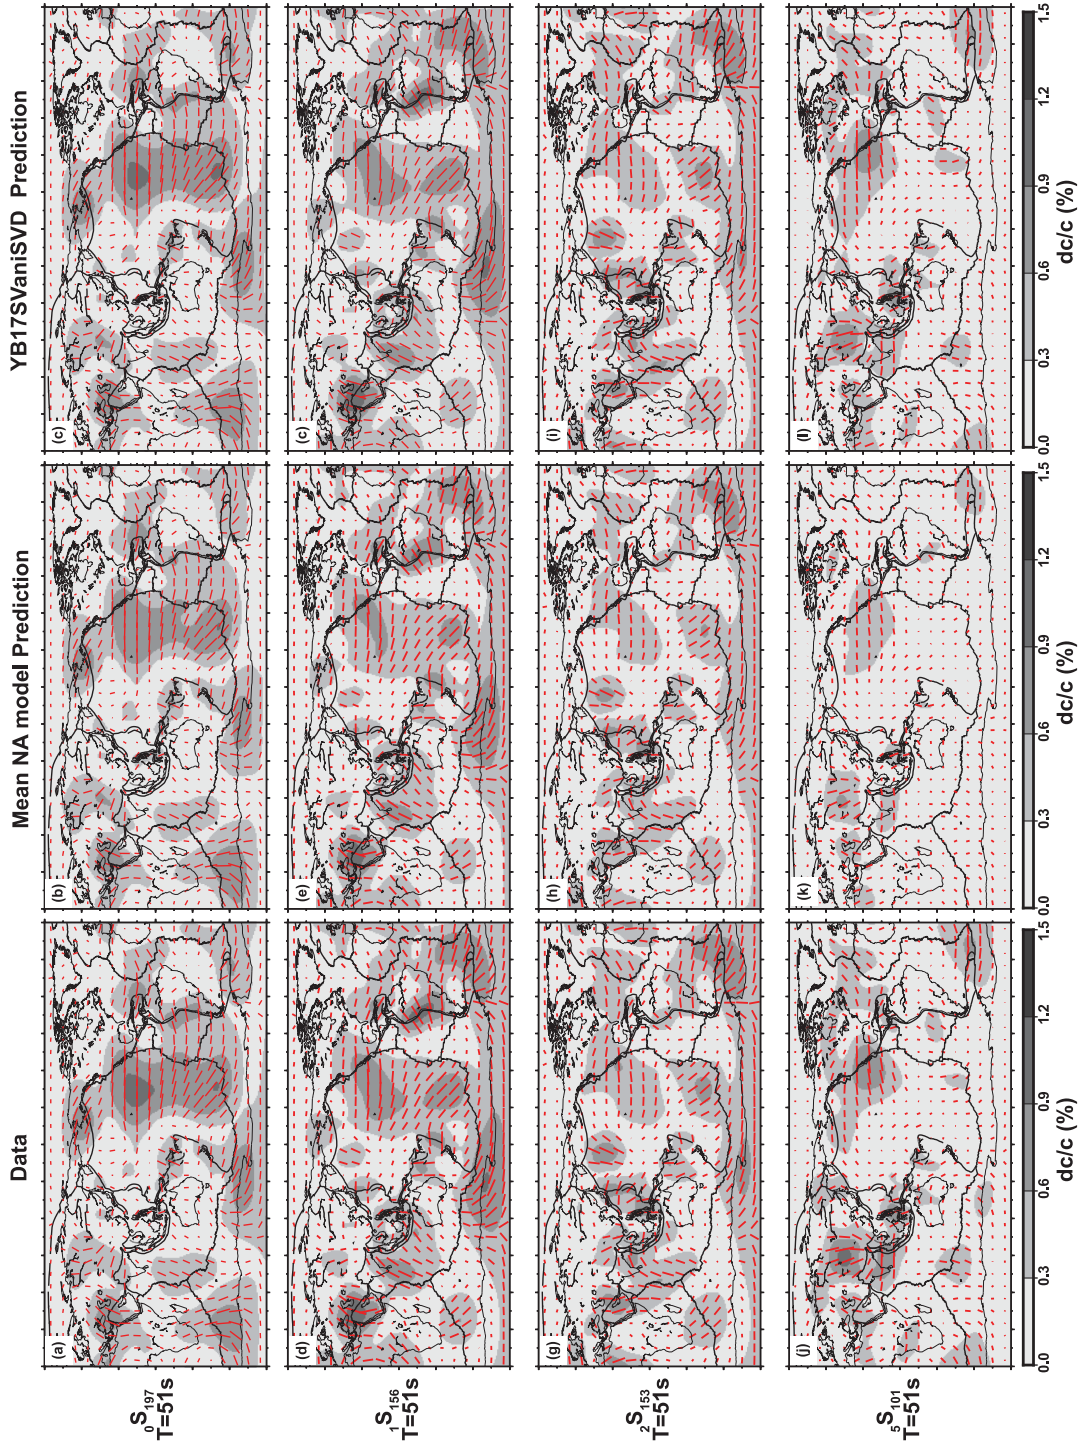 Data
Mean NA model Prediction
YB17SVaniSVD Prediction
0S197
T=51s
(a)
(b)
(c)
1S156
T=51s
(d)
(e)
(c)
2S153
T=51s
(g)
(h)
(i)
5S101
T=51s
(j)
(k)
(l)
0.0 0.3 0.6 0.9 1.2 1.5
dc/c (%)
0.0 0.3 0.6 0.9 1.2 1.5
dc/c (%)
0.0 0.3 0.6 0.9 1.2 1.5
dc/c (%)